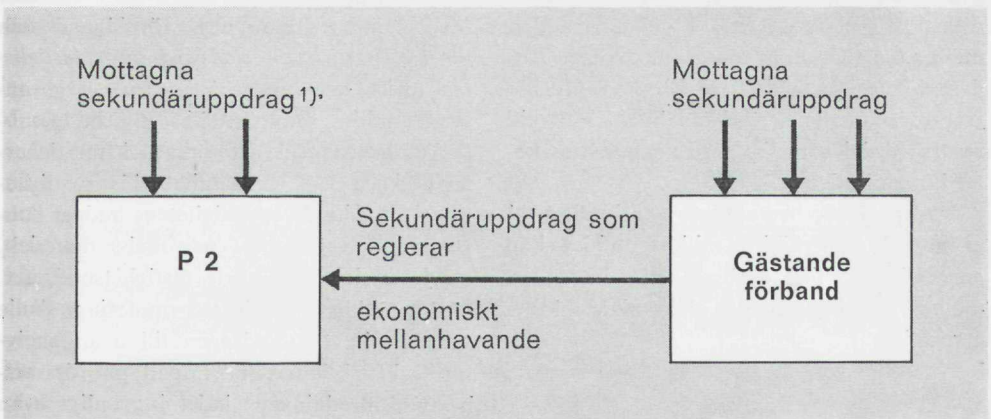 Mottagna
sekundäruppdrag 1).
P 2
Sekundäruppdrag som
reglerar
ekonomiskt
mellanhavande
Mottagna
sekundäruppdrag
Gästande
förband